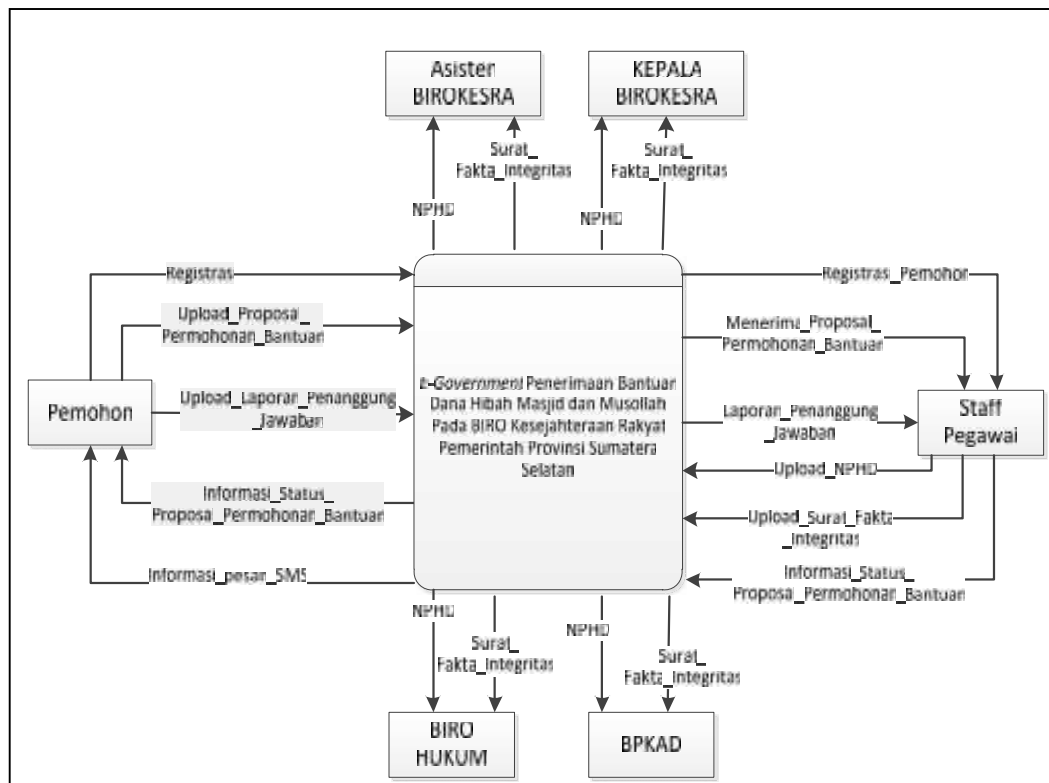 Asisten
BIROKESRA
KEPALA
BIROKESRA
Surat_
Fakta_Integritas
Surat_
Fakta_Integritas
NPHD
NPHD
Registras
Registras_Pemohon
Upload_Proposal_
Permohonan_Bantuan
Menerima_Proposal_
Permohonan_Bantuan
E-Government Penerimaan Bantuan
Dana Hibah Masjid dan Musollah
Pada BIRO Kesejahteraan Rakyat
Pemerintah Provinsi Sumatera
Selatan
Pemohon
Upload_Laporan_Penanggung
_Jawaban
Laporan_Penanggung
_Jawaban
Staff
Pegawai
Upload_NPHD
Informasi_Status_
Proposal_Permohonan_Bantuan
Upload_Surat_Fakta
_Integritas
Informasi_pesan_SMS
Informasi_Status_
Proposal_Permohonan_Bantuan
NPHD
Surat_
Fakta_Integritas
NPHD
Surat_
Fakta_Integritas
BIRO
HUKUM
BPKAD